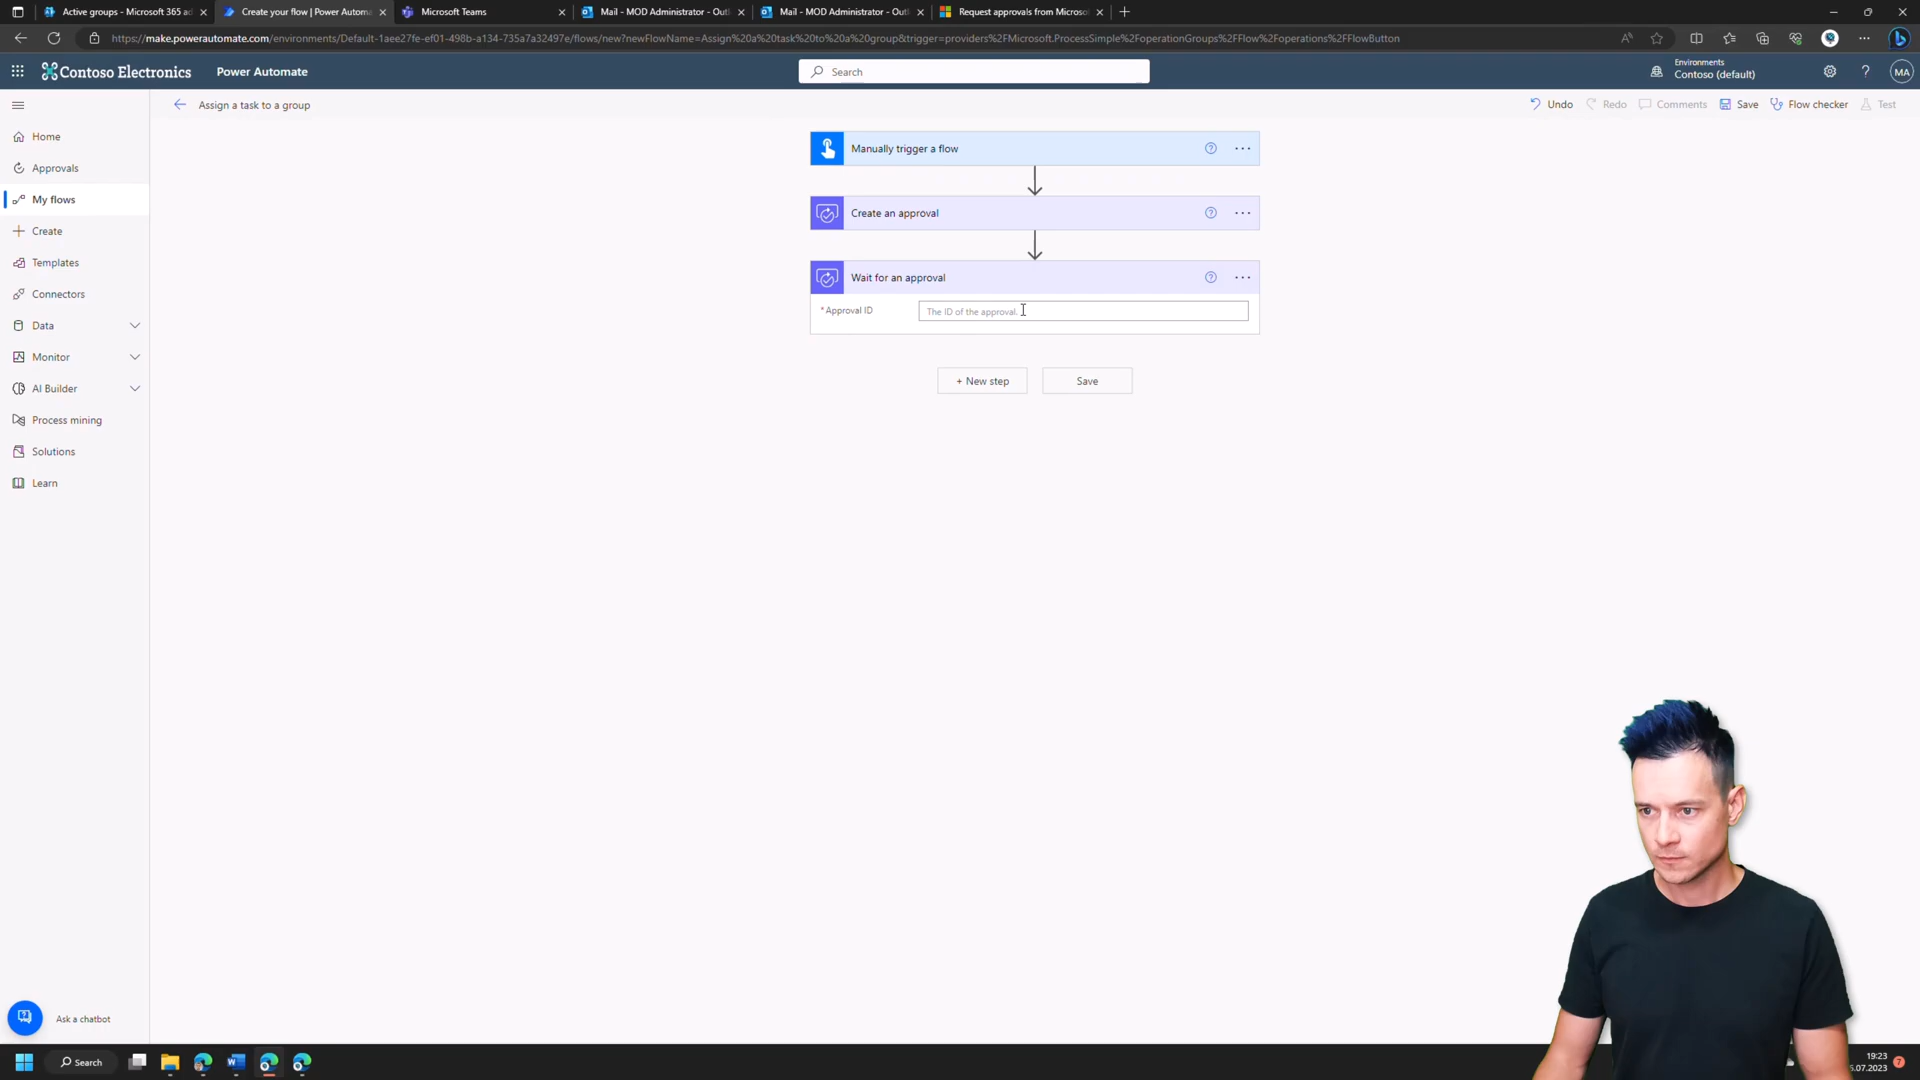 Active groups - Microsoft 365 ad
Create your flow | Power Automa
Microsoft Teams
Mail - MOD Administrator - Outl
Mail - MOD Administrator - Outl
Request approvals from Microso
https://make.powerautomate.com/environments/Default-1aee27fe-ef01-498b-a134-735a7a32497e/flows/new?newFlowName=Assign%20a%20task%20to%20a%20group&trigger=providers%2FMicrosoft.ProcessSimple%2FoperationGroups%2FFlow%2Foperations%2FFlowButton
Contoso Electronics
Power Automate
Search
Environments
Contoso (default)
MA
Assign a task to a group
Undo
Redo
Comments
Save
Flow checker
Test
Home
Approvals
My flows
Create
Templates
Connectors
Data
Monitor
AI Builder
Process mining
Solutions
Learn
Manually trigger a flow
Create an approval
Wait for an approval
*Approval ID
The ID of the approval.
+ New step
Save
Ask a chatbot
Search
19:23
5.07.2023
7